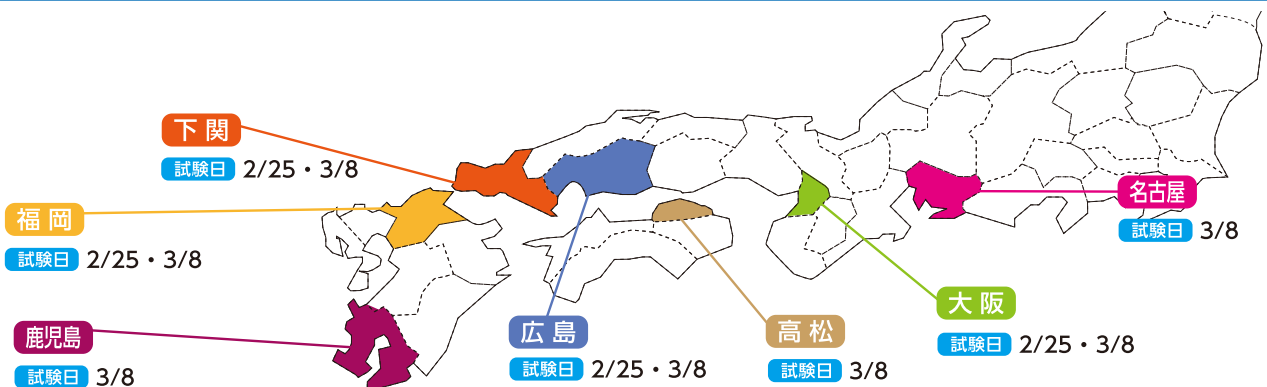 下関
試験日 2/25・3/8
福岡
試験日 2/25・3/8
鹿児島
試験日 3/8
広島
試験日 2/25・3/8
高松
試験日 3/8
大阪
試験日 2/25・3/8
名古屋
試験日 3/8